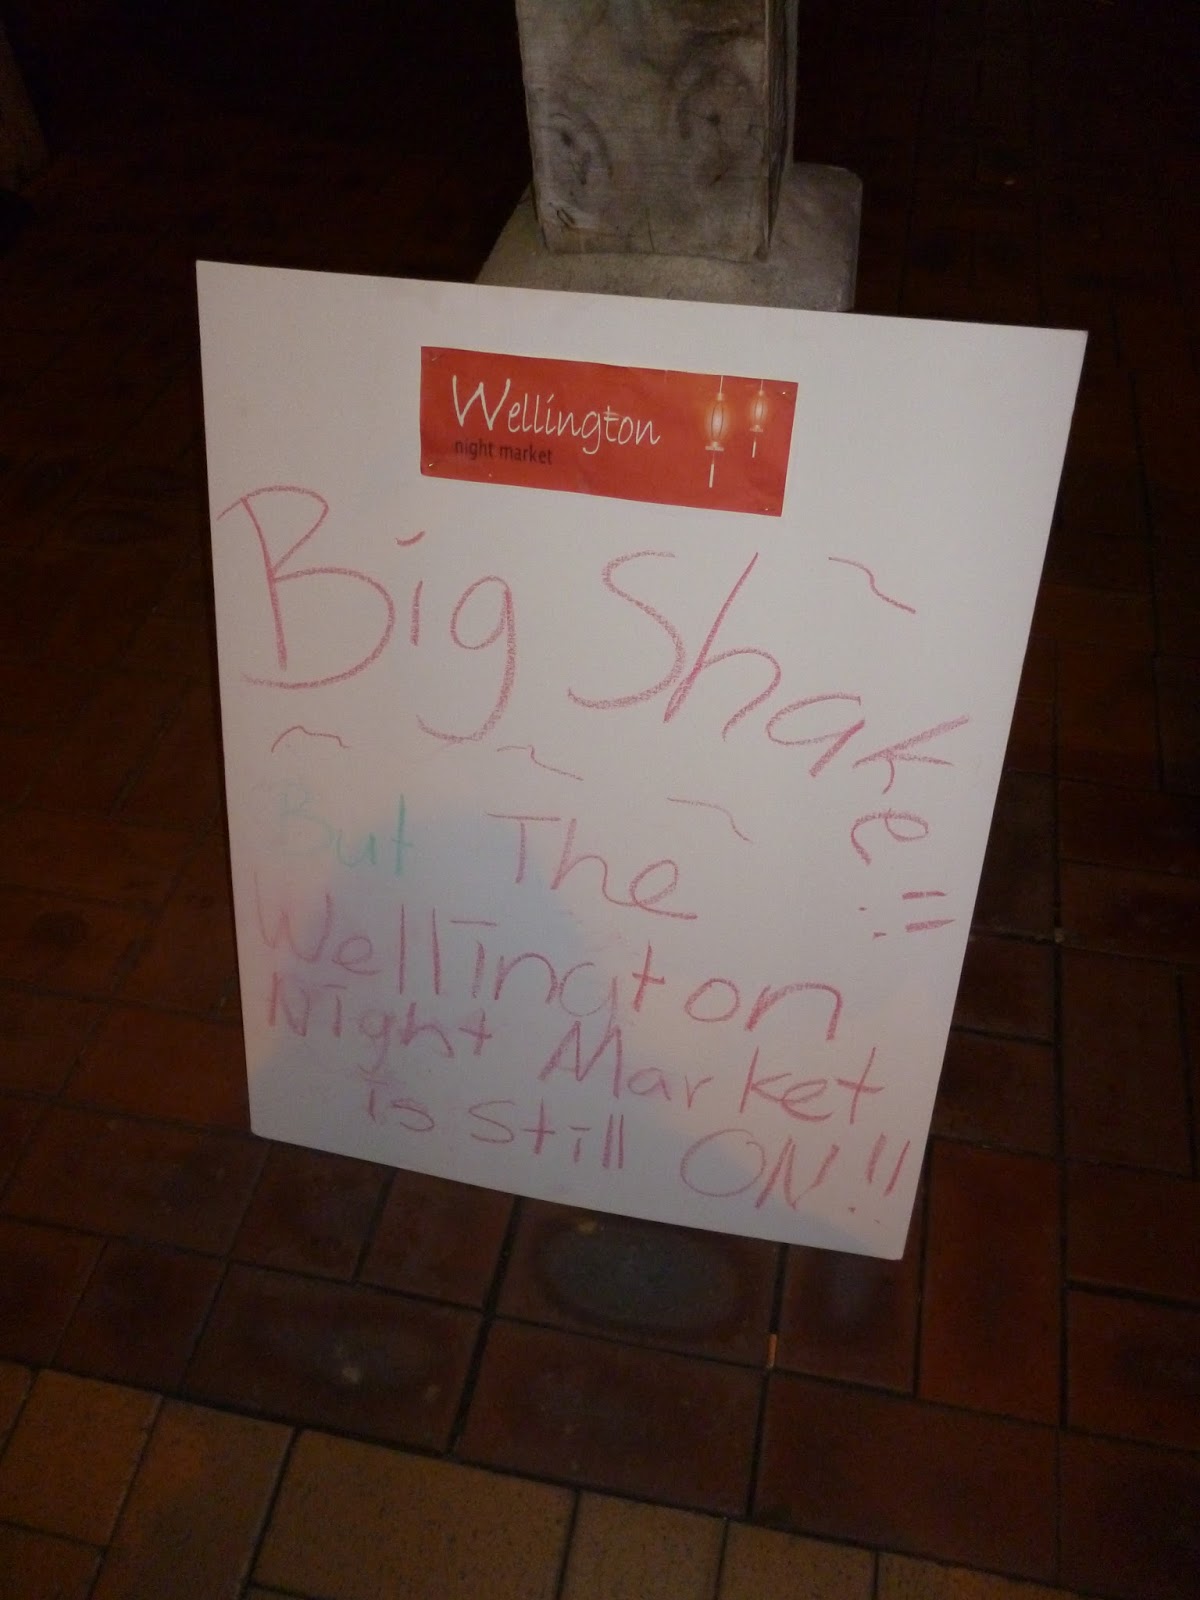 Wellington
night market
Big Shake!!
But The
Wellington
Night Market
is still ON!!